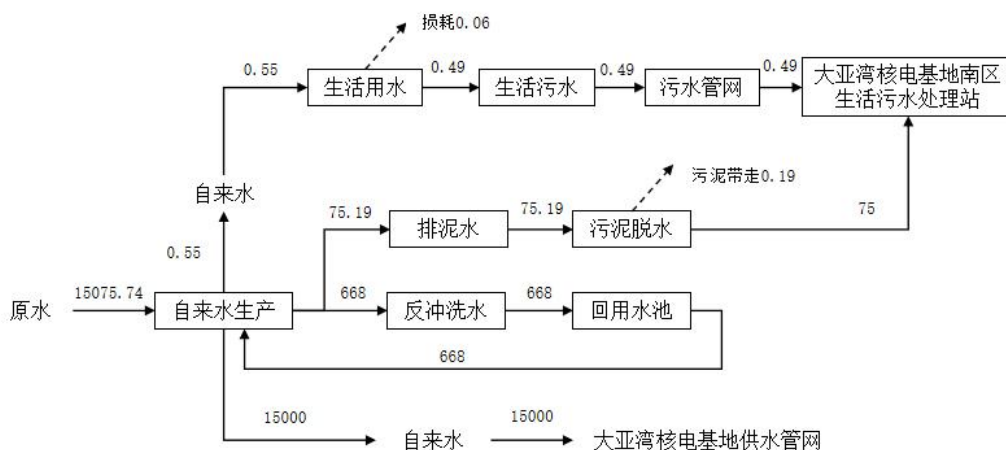 损耗0.06
0.55
生活用水
0.49
生活污水
0.49
污水管网
0.49
大亚湾核电基地南区
生活污水处理站
自来水
污泥带走0.19
75.19
排泥水
75.19
污泥脱水
75
0.55
原水
15075.74
自来水生产
668
反冲洗水
668
回用水池
668
15000
自来水
15000
大亚湾核电基地供水管网